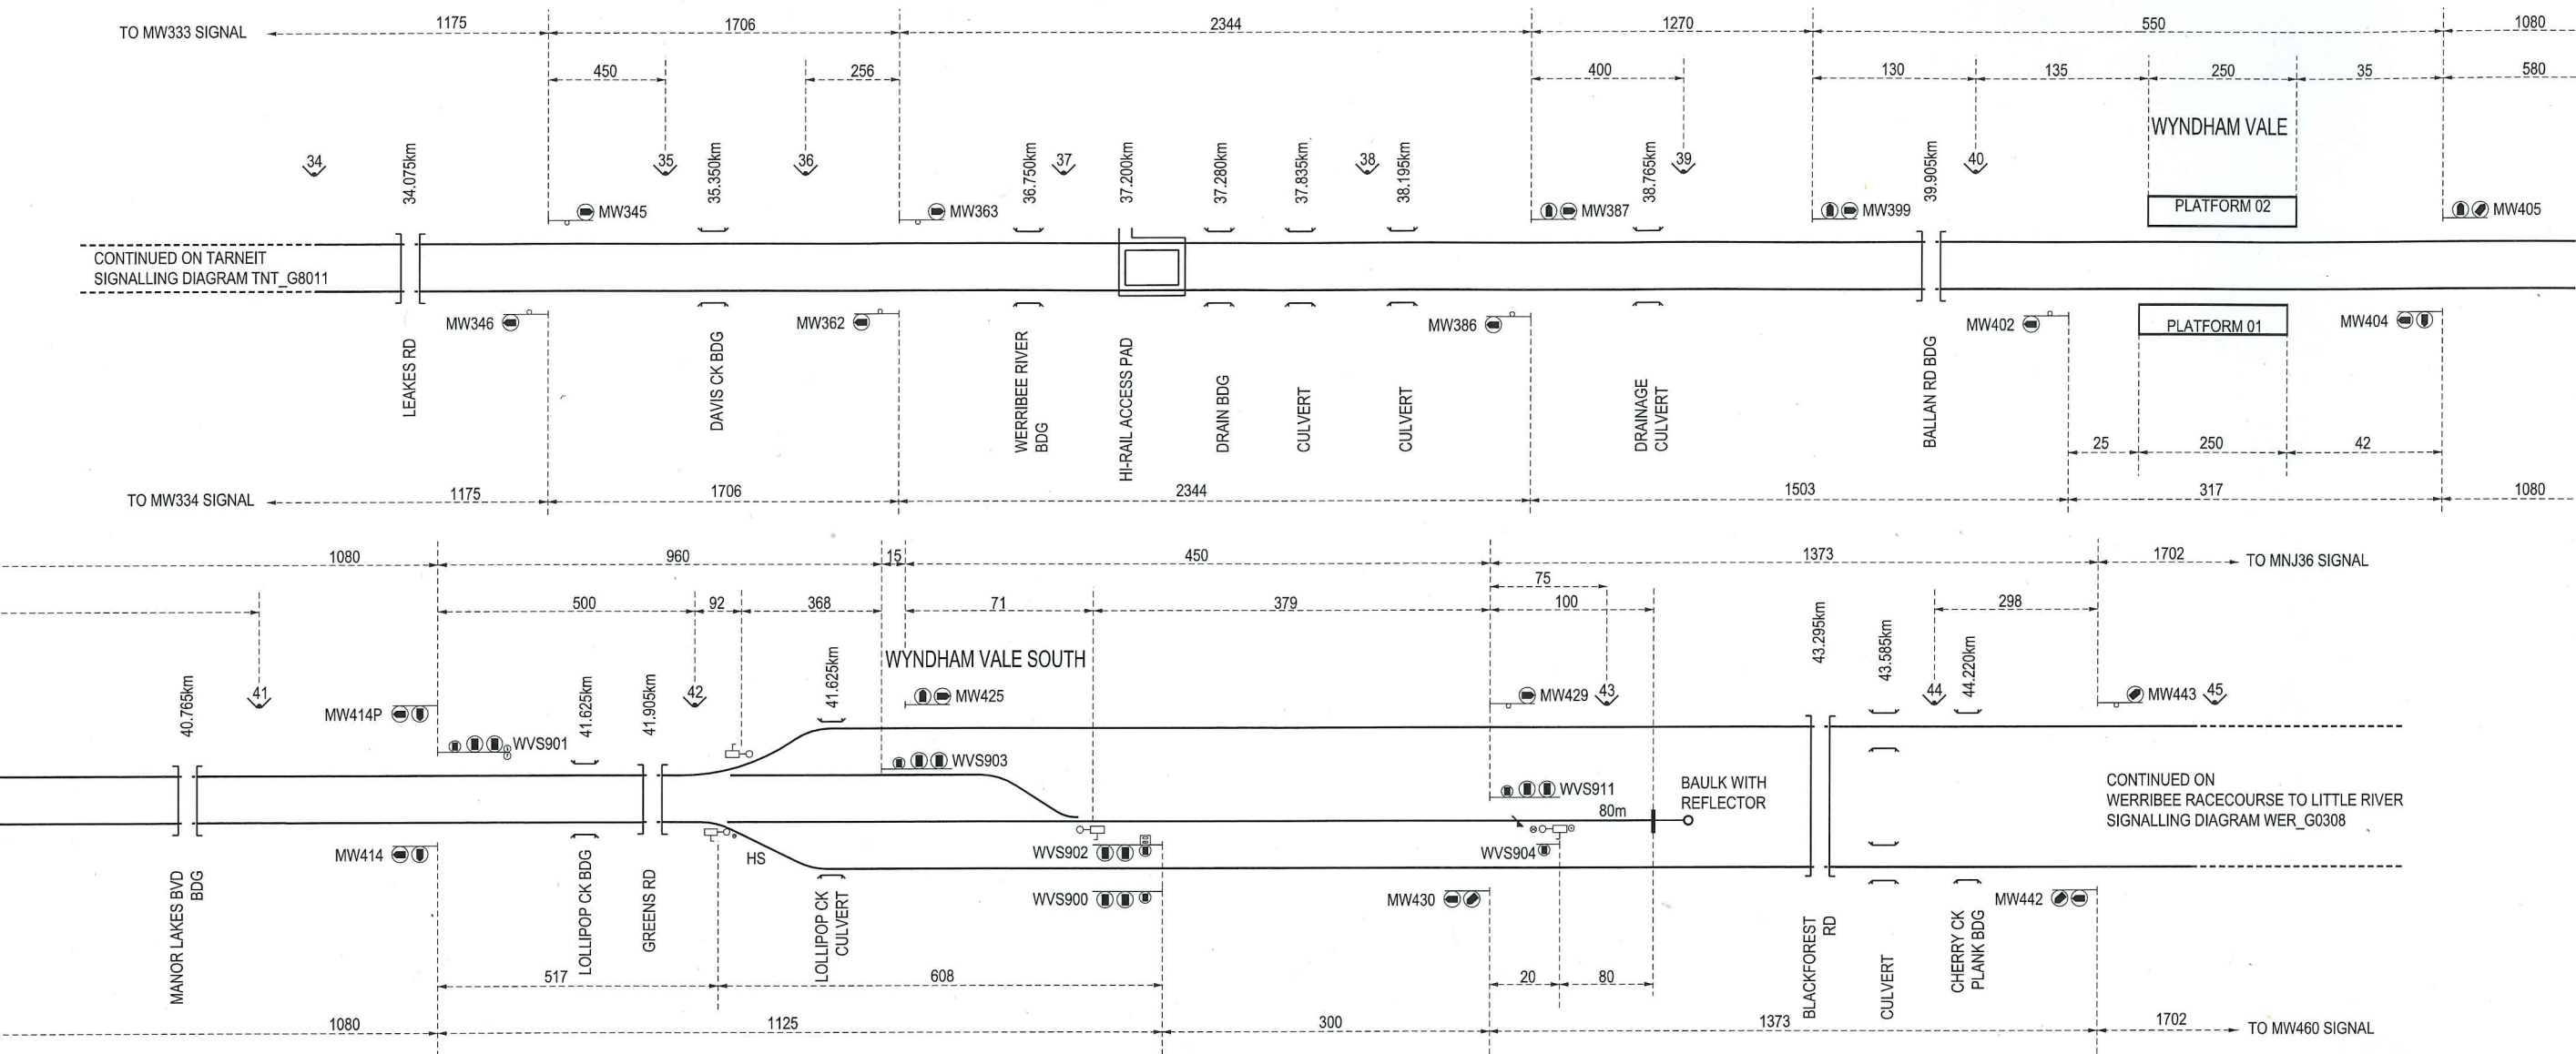 TO MW333 SIGNAL
1175
1706
2344
1270
550
1080
450
256
400
130
135
250
35
580
WYNDHAM VALE
34
34.075km
35
35.350km
36
36.750km
37
37.200km
37.280km
37.835km
38
38.195km
38.765km
39
39.905km
40
MW345
MW363
MW387
MW399
PLATFORM 02
MW405
CONTINUED ON TARNEIT
SIGNALLING DIAGRAM TNT_G8011
MW346
MW362
MW386
MW402
PLATFORM 01
MW404
LEAKES RD
DAVIS CK BDG
WERRIBEE RIVER
BDG
HI-RAIL ACCESS PAD
DRAIN BDG
CULVERT
CULVERT
DRAINAGE
CULVERT
BALLAN RD BDG
25
250
42
TO MW334 SIGNAL
1175
1706
2344
1503
317
1080
1080
960
15
450
1373
1702
TO MNJ36 SIGNAL
75
500
92
368
71
379
100
298
WYNDHAM VALE SOUTH
40.765km
41
41.625km
41.905km
42
41.625km
43
43.295km
43.585km
44
44.220km
45
MW414P
WVS901
MW425
MW429
MW443
WVS903
WVS911
80m
BAULK WITH
REFLECTOR
CONTINUED ON
WERRIBEE RACECOURSE TO LITTLE RIVER
SIGNALLING DIAGRAM WER_G0308
MW414
HS
WVS902
WVS904
WVS900
MW430
MW442
MANOR LAKES BVD
BDG
LOLLIPOP CK BDG
GREENS RD
LOLLIPOP CK
CULVERT
BLACKFOREST
RD
CULVERT
CHERRY CK
PLANK BDG
517
608
20
80
1080
1125
300
1373
1702
TO MW460 SIGNAL